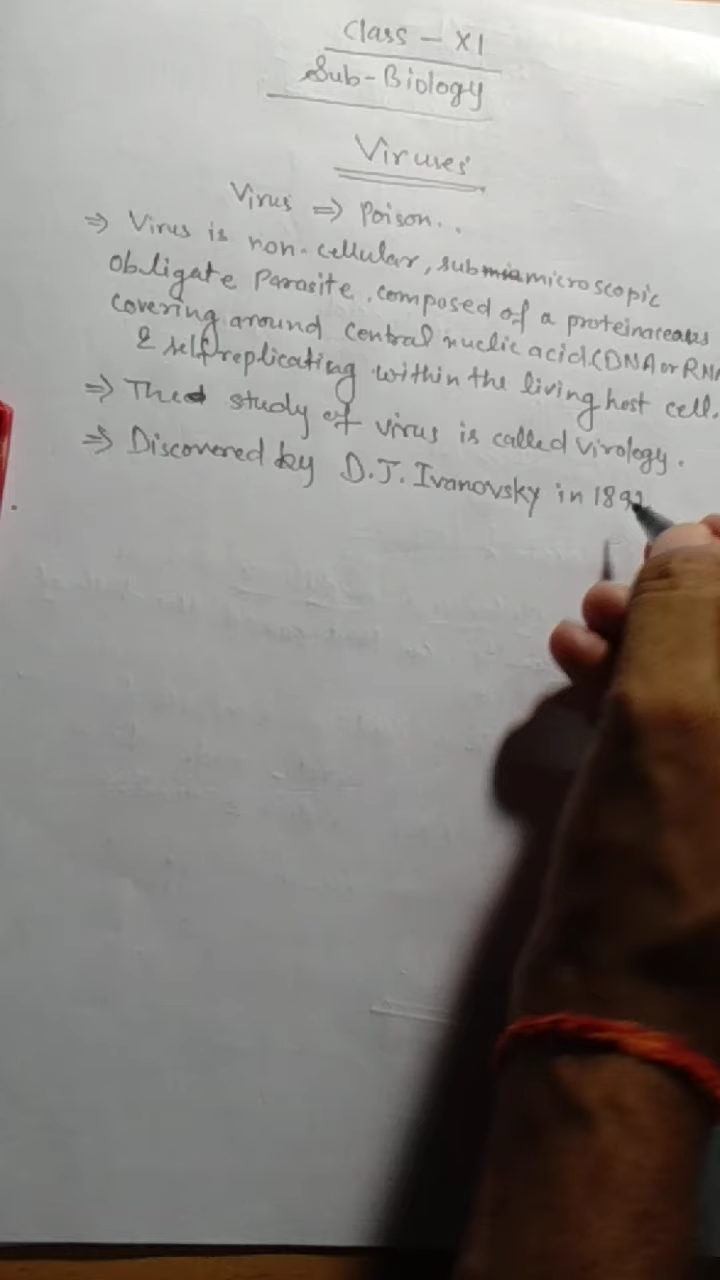 Class - XI
Sub-Biology
Viruses
Virus ⇒ Poison..
⇒ Virus is non-cellular, submicroscopic
obligate Parasite, composed of a proteinaceous
covering around central nuclic acid (DNA or RNA
& self replicating within the living host cell.
⇒ The study of virus is called Virology.
⇒ Discovered by D.J. Ivanovsky in 1892